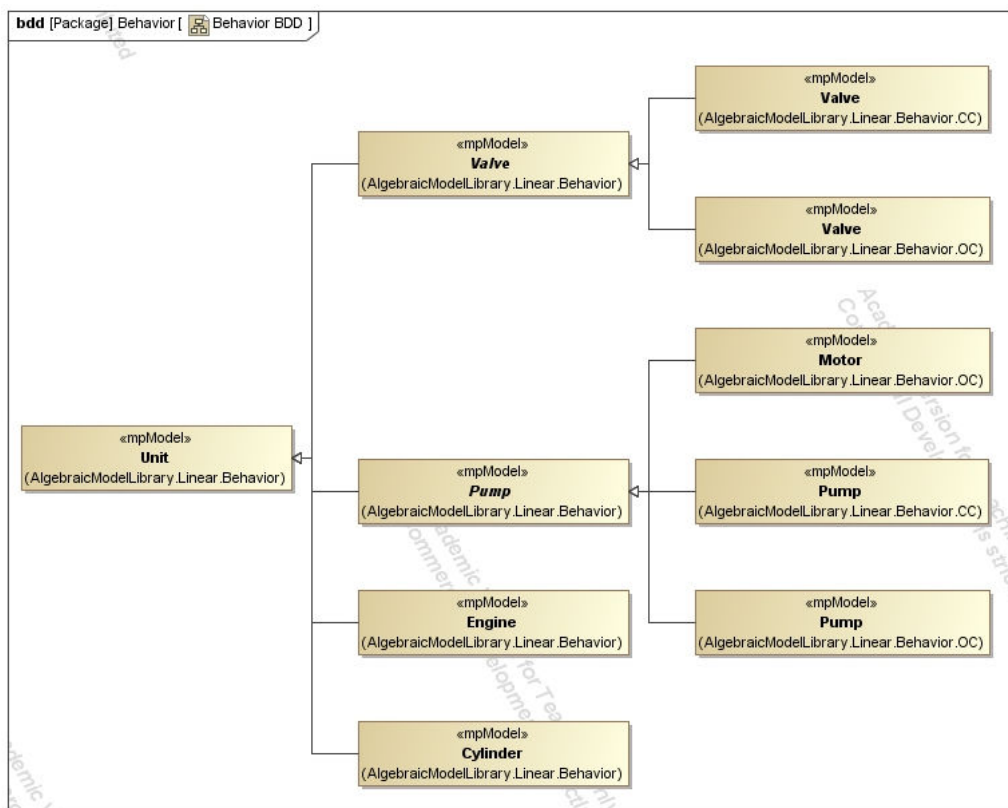 bdd [Package] Behavior [ Behavior BDD ]
«mpModel»
Valve
(AlgebraicModelLibrary.Linear.Behavior.CC)
«mpModel»
Valve
(AlgebraicModelLibrary.Linear.Behavior)
«mpModel»
Valve
(AlgebraicModelLibrary.Linear.Behavior.OC)
«mpModel»
Motor
(AlgebraicModelLibrary.Linear.Behavior.OC)
«mpModel»
Unit
(AlgebraicModelLibrary.Linear.Behavior)
«mpModel»
Pump
(AlgebraicModelLibrary.Linear.Behavior)
«mpModel»
Pump
(AlgebraicModelLibrary.Linear.Behavior.CC)
«mpModel»
Engine
(AlgebraicModelLibrary.Linear.Behavior)
«mpModel»
Pump
(AlgebraicModelLibrary.Linear.Behavior.OC)
«mpModel»
Cylinder
(AlgebraicModelLibrary.Linear.Behavior)